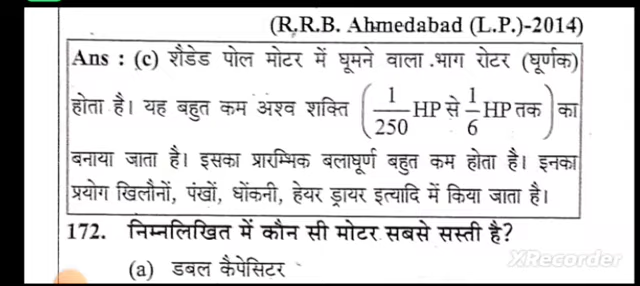 (R.R.B. Ahmedabad (L.P.)-2014)
Ans : (c) शैडेड पोल मोटर में घूमने वाला भाग रोटर (घूर्णक)
होता है। यह बहुत कम अश्व शक्ति (1/250 HP से 1/6 HP तक) का
बनाया जाता है। इसका प्रारम्भिक बलाघूर्ण बहुत कम होता है। इनका
प्रयोग खिलौनों, पंखों, धोंकनी, हेयर ड्रायर इत्यादि में किया जाता है।
172. निम्नलिखित में कौन सी मोटर सबसे सस्ती है?
(a) डबल कैपेसिटर
XRecorder